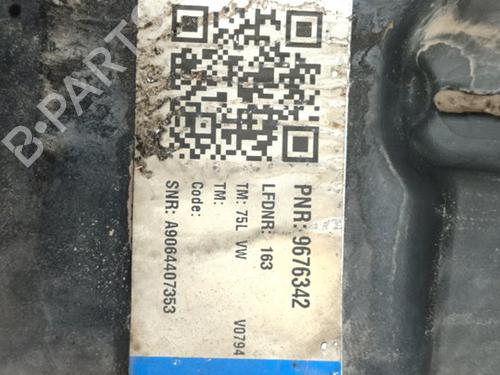 PNR: 9676342
LFDNR: 163
TM: 75L VW V0794
TM:
Code:
SNR: A9064407353
B-PARTS